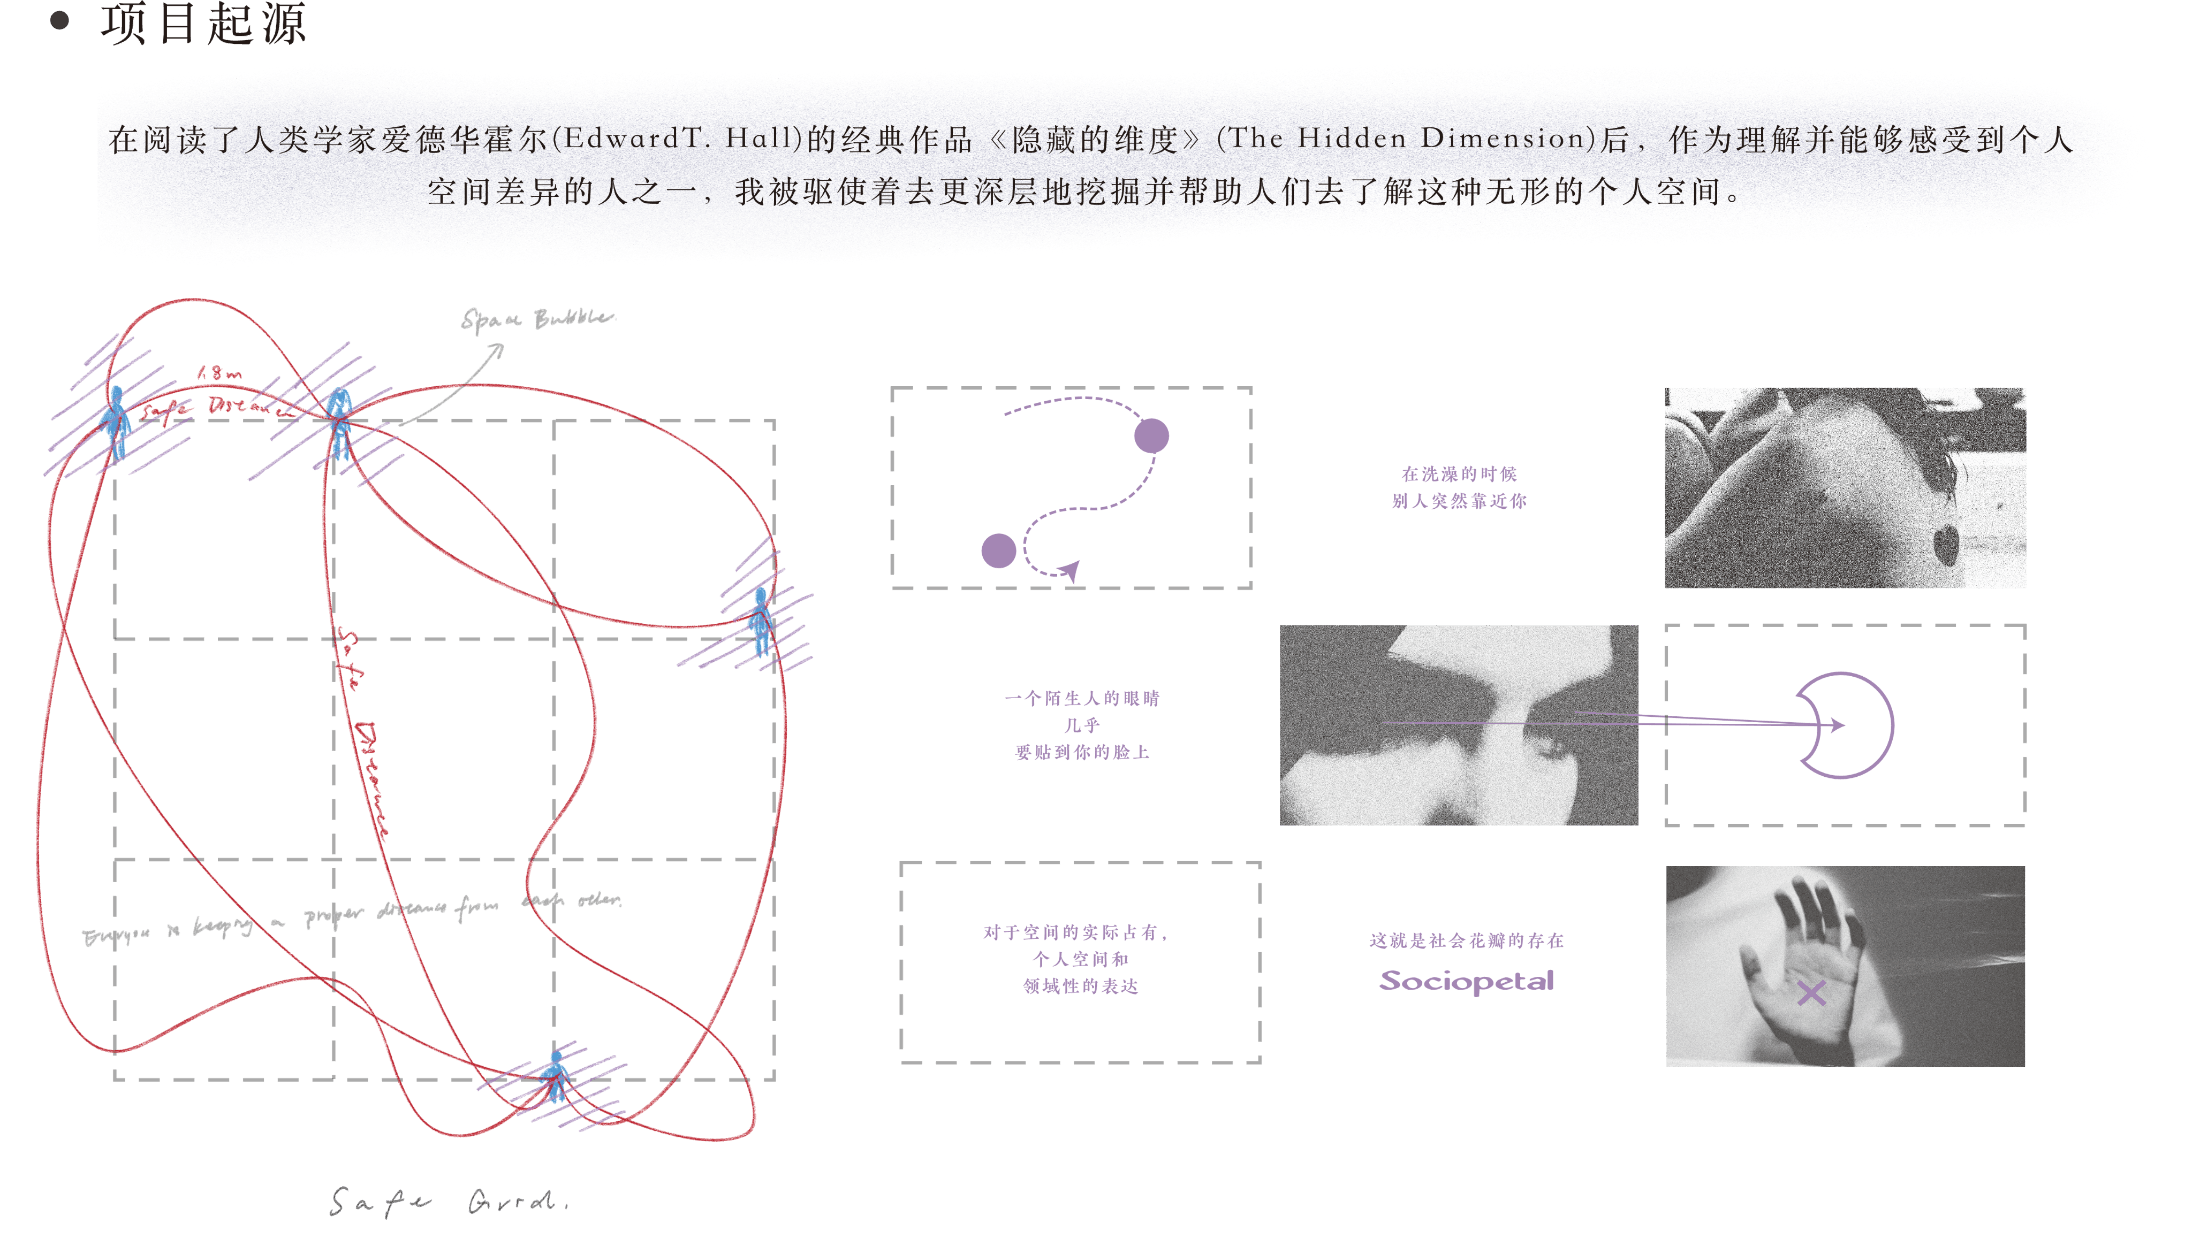 项目起源
在阅读了人类学家爱德华霍尔(EdwardT. Hall)的经典作品《隐藏的维度》(The Hidden Dimension)后，作为理解并能够感受到个人
空间差异的人之一，我被驱使着去更深层地挖掘并帮助人们去了解这种无形的个人空间。
Space Bubble
1.8m
Safe Distance
Safe Distance
Everyone is keeping a proper distance from each other.
Safe Grid.
在洗澡的时候
别人突然靠近你
一个陌生人的眼睛
几乎
要贴到你的脸上
对于空间的实际占有，
个人空间和
领域性的表达
这就是社会花瓣的存在
Sociopetal